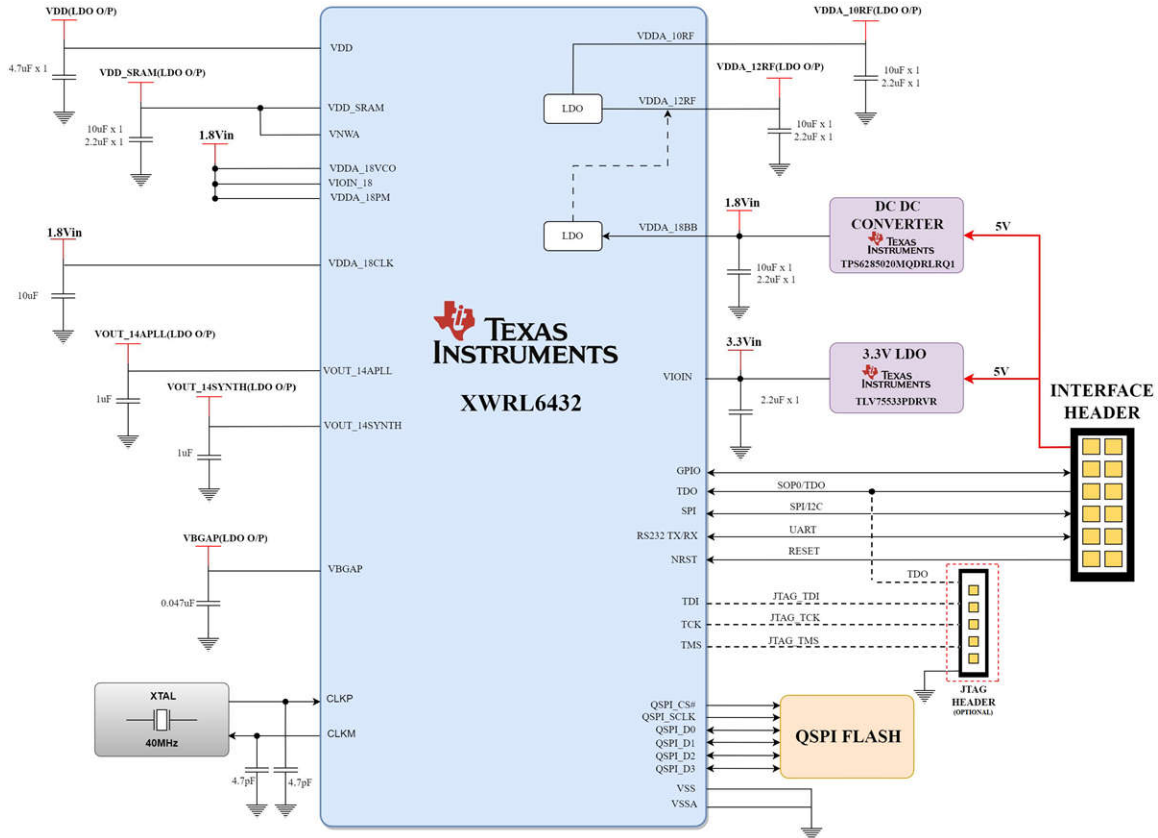 VDD(LDO O/P)
VDD
4.7uF x 1
VDD_SRAM(LDO O/P)
VDD_SRAM
10uF x 1
2.2uF x 1
VNWA
1.8Vin
VDDA_18VCO
VIOIN_18
VDDA_18PM
1.8Vin
VDDA_18CLK
10uF
VOUT_14APLL(LDO O/P)
VOUT_14APLL
1uF
VOUT_14SYNTH(LDO O/P)
VOUT_14SYNTH
1uF
VBGAP(LDO O/P)
VBGAP
0.047uF
XTAL
40MHz
CLKP
CLKM
4.7pF
4.7pF
TEXAS
INSTRUMENTS
XWRL6432
VDDA_10RF
VDDA_10RF(LDO O/P)
10uF x 1
2.2uF x 1
LDO
VDDA_12RF
VDDA_12RF(LDO O/P)
10uF x 1
2.2uF x 1
LDO
VDDA_18BB
1.8Vin
10uF x 1
2.2uF x 1
DC DC
CONVERTER
TEXAS
INSTRUMENTS
TPS6285020MQDRLRQ1
5V
VIOIN
3.3Vin
2.2uF x 1
3.3V LDO
TEXAS
INSTRUMENTS
TLV75533PDRVR
5V
INTERFACE
HEADER
GPIO
TDO
SOP0/TDO
SPI
SPI/I2C
RS232 TX/RX
UART
NRST
RESET
TDO
TDI
JTAG_TDI
TCK
JTAG_TCK
TMS
JTAG_TMS
JTAG
HEADER
(OPTIONAL)
QSPI_CS#
QSPI_SCLK
QSPI_D0
QSPI_D1
QSPI_D2
QSPI_D3
QSPI FLASH
VSS
VSSA